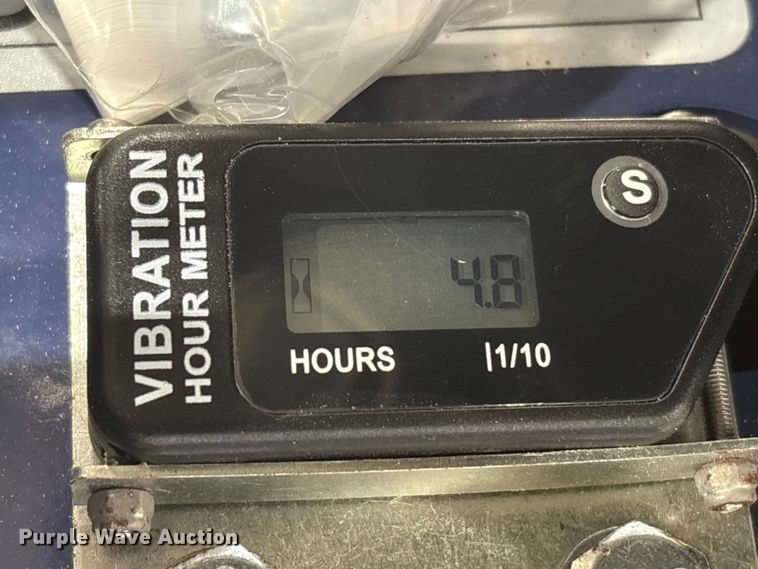 VIBRATION
HOUR METER
S
4.8
HOURS |1/10
Purple Wave Auction